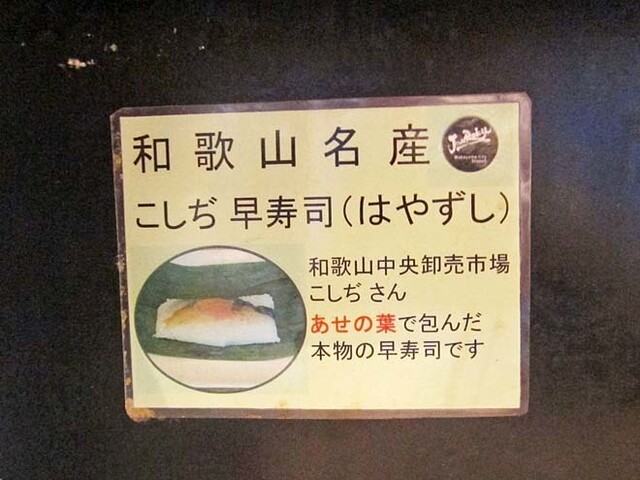 和歌山名産
こしぢ 早寿司(はやずし)
和歌山中央卸売市場
こしぢ さん
あせの葉で包んだ
本物の早寿司です